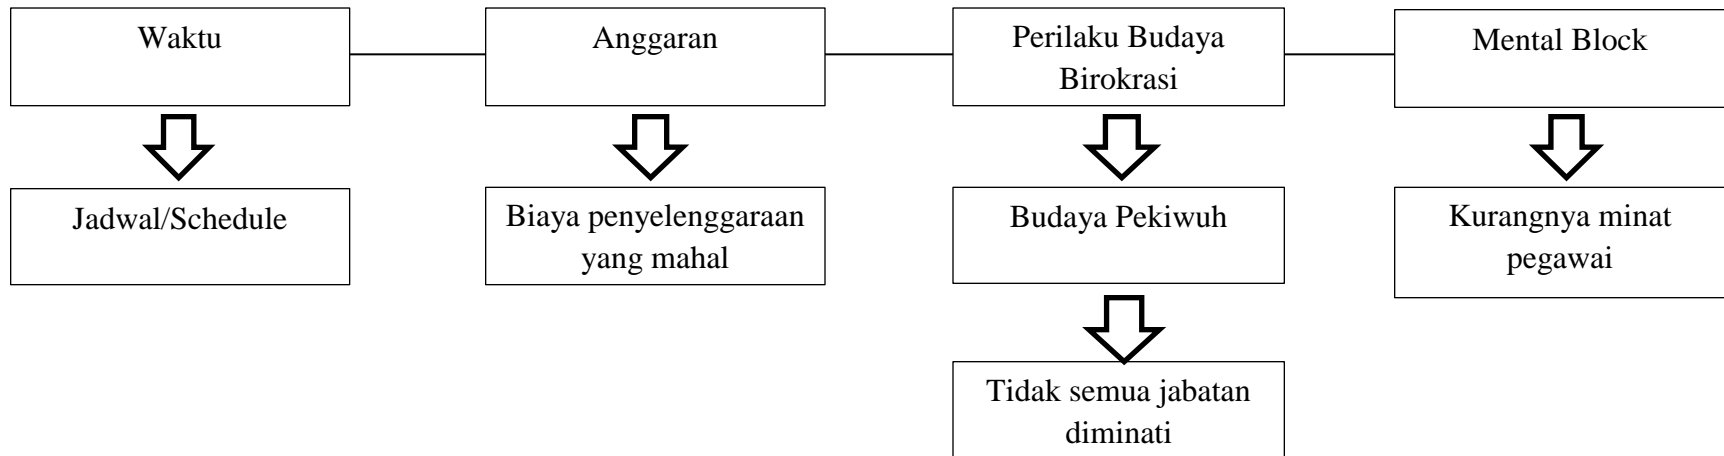 Waktu
Anggaran
Perilaku Budaya
Birokrasi
Mental Block
Jadwal/Schedule
Biaya penyelenggaraan
yang mahal
Budaya Pekiwuh
Kurangnya minat
pegawai
Tidak semua jabatan
diminati